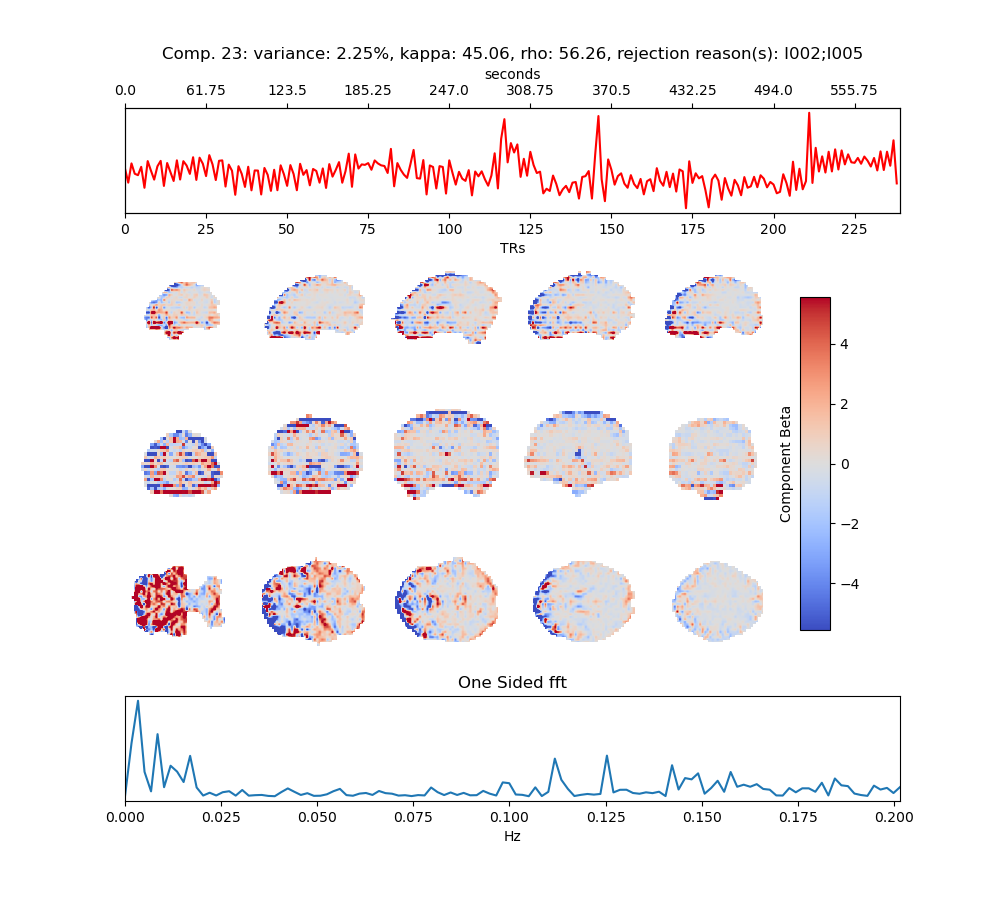 Comp. 23: variance: 2.25%, kappa: 45.06, rho: 56.26, rejection reason(s): I002;I005
seconds
0.0 61.75 123.5 185.25 247.0 308.75 370.5 432.25 494.0 555.75
0 25 50 75 100 125 150 175 200 225
TRs
4
2
0
−2
−4
Component Beta
One Sided fft
0.000 0.025 0.050 0.075 0.100 0.125 0.150 0.175 0.200
Hz